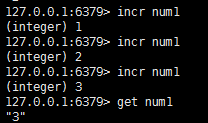 127.0.0.1:6379> incr num1
(integer) 1
127.0.0.1:6379> incr num1
(integer) 2
127.0.0.1:6379> incr num1
(integer) 3
127.0.0.1:6379> get num1
"3"